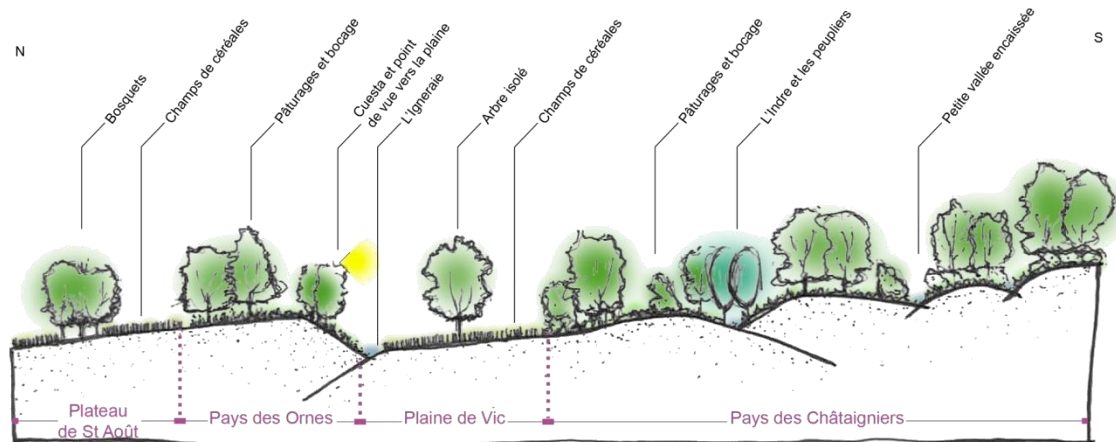 N
S
Bosquets
Champs de céréales
Pâturages et bocage
Cuesta et point
de vue vers la plaine
L'Igneraie
Arbre isolé
Champs de céréales
Pâturages et bocage
L'Indre et les peupliers
Petite vallée encaissée
Plateau
de St Août
Pays des Ornes
Plaine de Vic
Pays des Châtaigniers